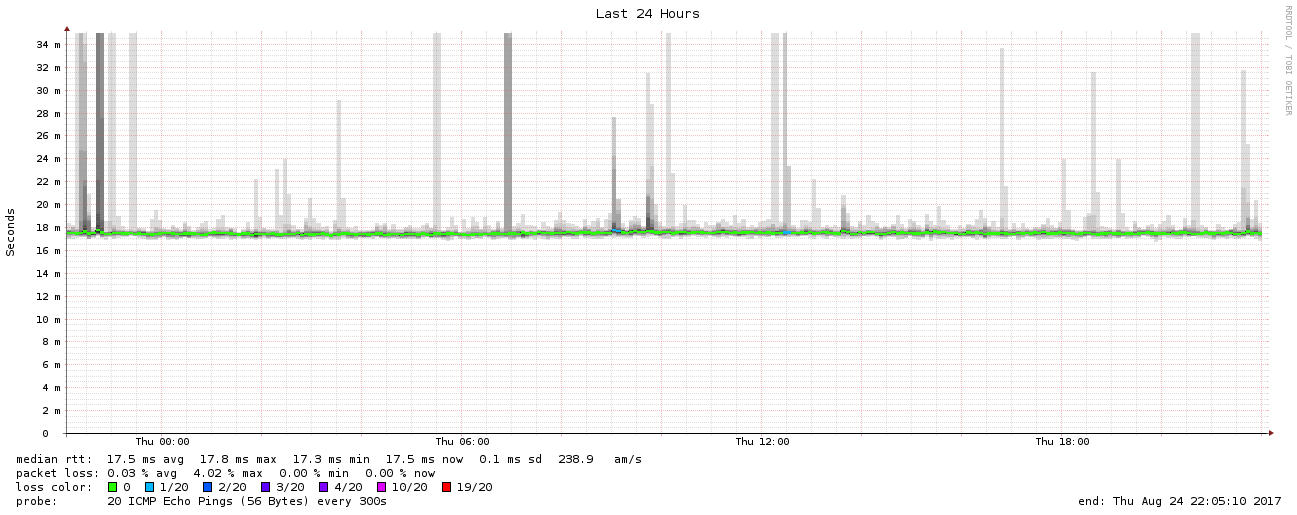 Last 24 Hours
RRDTOOL / TOBI OETIKER
Seconds
34 m
32 m
30 m
28 m
26 m
24 m
22 m
20 m
18 m
16 m
14 m
12 m
10 m
8 m
6 m
4 m
2 m
0
Thu 00:00 Thu 06:00 Thu 12:00 Thu 18:00
median rtt: 17.5 ms avg 17.8 ms max 17.3 ms min 17.5 ms now 0.1 ms sd 238.9 am/s
packet loss: 0.03 % avg 4.02 % max 0.00 % min 0.00 % now
loss color: 0 1/20 2/20 3/20 4/20 10/20 19/20
probe: 20 ICMP Echo Pings (56 Bytes) every 300s end: Thu Aug 24 22:05:10 2017